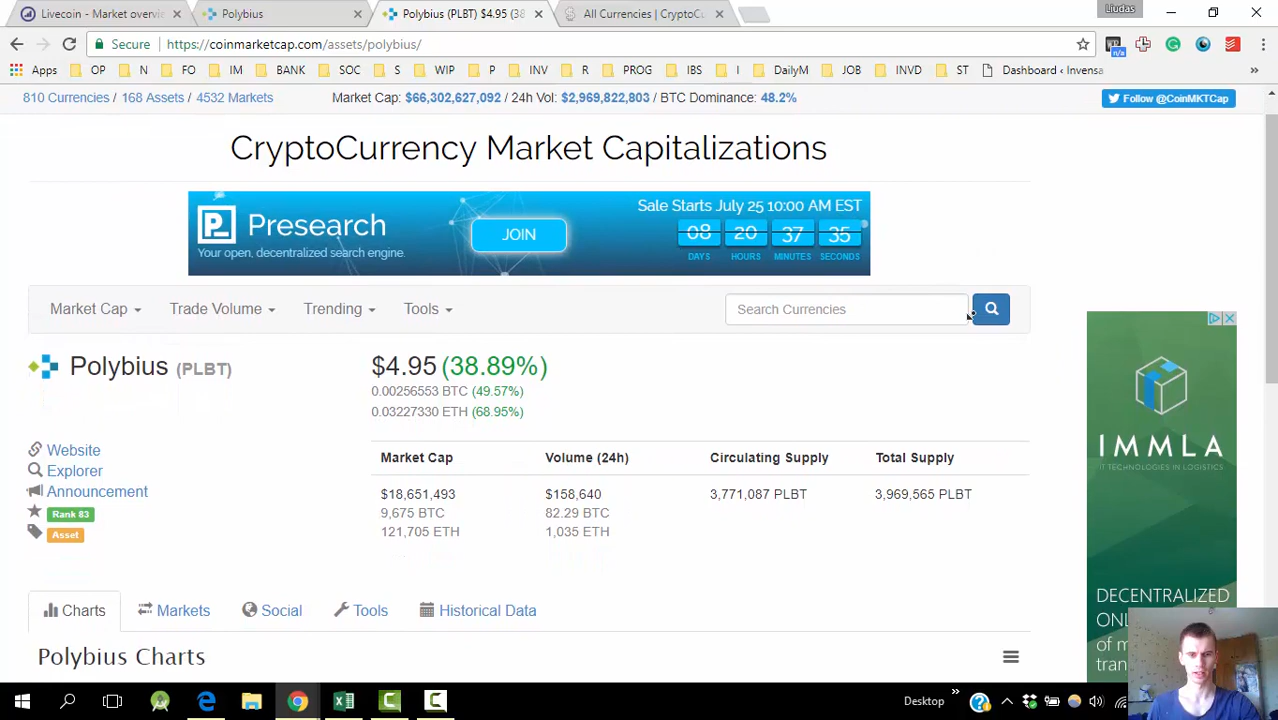 Livecoin - Market overvi
Polybius
Polybius (PLBT) $4.95 (38
All Currencies | CryptoCu
Liudas
Secure
https://coinmarketcap.com/assets/polybius/
n/a
Apps OP N FO IM BANK SOC S WIP P INV R PROG IBS I DailyM JOB INVD ST Dashboard ‹ Invensa »
810 Currencies / 168 Assets / 4532 Markets
Market Cap: $66,302,627,092 / 24h Vol: $2,969,822,803 / BTC Dominance: 48.2%
Follow @CoinMKTCap
CryptoCurrency Market Capitalizations
Presearch
Your open, decentralized search engine.
JOIN
Sale Starts July 25 10:00 AM EST
08 20 37 35
DAYS HOURS MINUTES SECONDS
Market Cap Trade Volume Trending Tools
Search Currencies
Polybius (PLBT)
$4.95 (38.89%)
0.00256553 BTC (49.57%)
0.03227330 ETH (68.95%)
Website
Explorer
Announcement
Rank 83
Asset
Market Cap Volume (24h) Circulating Supply Total Supply
$18,651,493 $158,640 3,771,087 PLBT 3,969,565 PLBT
9,675 BTC 82.29 BTC
121,705 ETH 1,035 ETH
IMMLA
IT TECHNOLOGIES IN LOGISTICS
DECENTRALIZED
ONL
of m
tran
Charts Markets Social Tools Historical Data
Polybius Charts
Desktop »